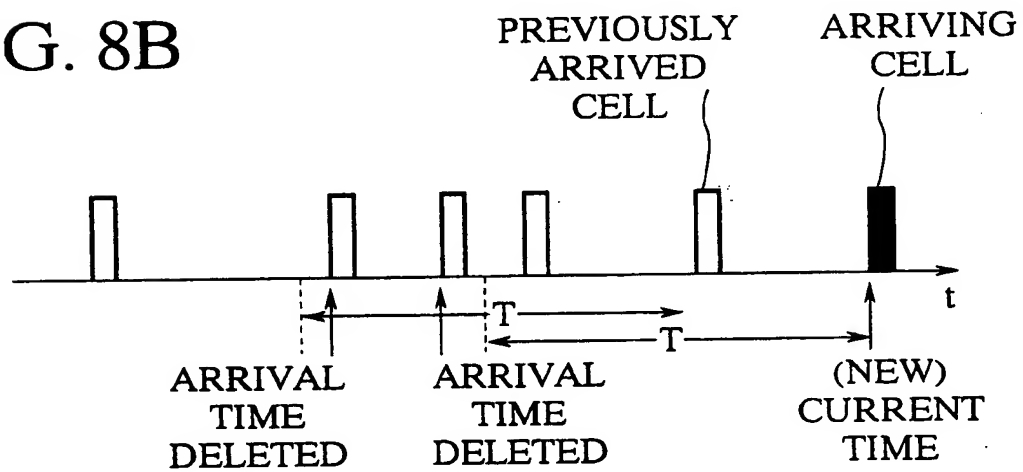 G. 8B
PREVIOUSLY
ARRIVED
CELL
ARRIVING
CELL
t
T
T
ARRIVAL
TIME
DELETED
ARRIVAL
TIME
DELETED
(NEW)
CURRENT
TIME